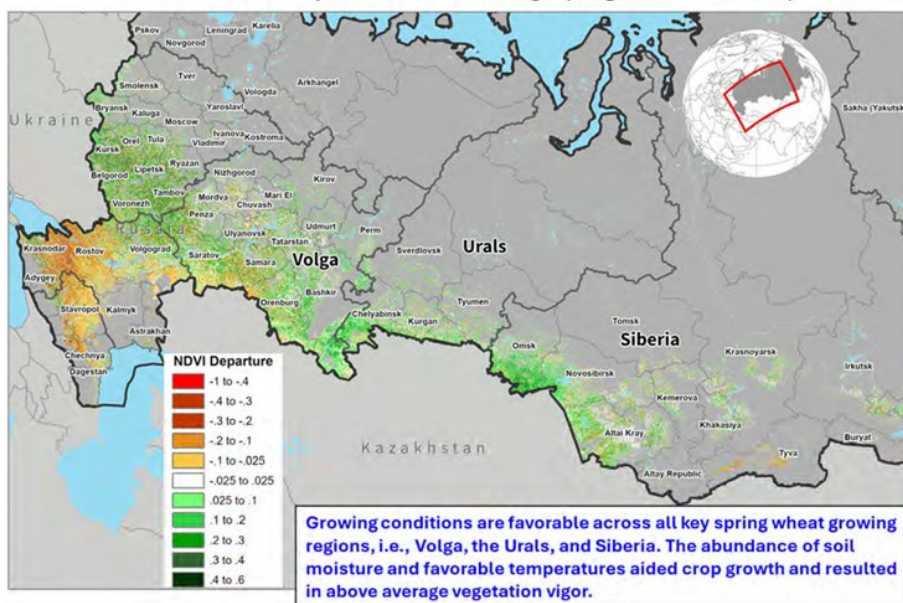 Pskov
Novgorod
Leningrad
Karelia
Smolensk
Tver
Vologda
Arkhangel
Sakha (Yakutsk
Ukraine
Bryansk
Kaluga
Moscow
Yaroslavl
Ivanova
Kostroma
Vladimir
Kursk
Orel
Tula
Ryazan
Nizhgorod
Kirov
Belgorod
Lipetsk
Tambov
Mordva
Mari El
Chuvash
Voronezh
Penza
Udmurt
Perm
Russia
Ulyanovsk
Tatarstan
Sverdlovsk
Urals
Krasnodar
Rostov
Volgograd
Saratov
Samara
Volga
Adygey
Bashkir
Tyumen
Stavropol
Kalmyk
Orenburg
Chelyabinsk
Kurgan
Tomsk
Astrakhan
Omsk
Siberia
Krasnoyarsk
Chechnya
Dagestan
Novosibirsk
Irkutsk
Kemerova
Khakasiya
Altai Kray
Buryat
Kazakhstan
Altay Republic
Tyva
NDVI Departure
-1 to -.4
-.4 to -.3
-.3 to -.2
-.2 to -.1
-.1 to -.025
-.025 to .025
.025 to .1
.1 to .2
.2 to .3
.3 to .4
.4 to .6
Growing conditions are favorable across all key spring wheat growing
regions, i.e., Volga, the Urals, and Siberia. The abundance of soil
moisture and favorable temperatures aided crop growth and resulted
in above average vegetation vigor.